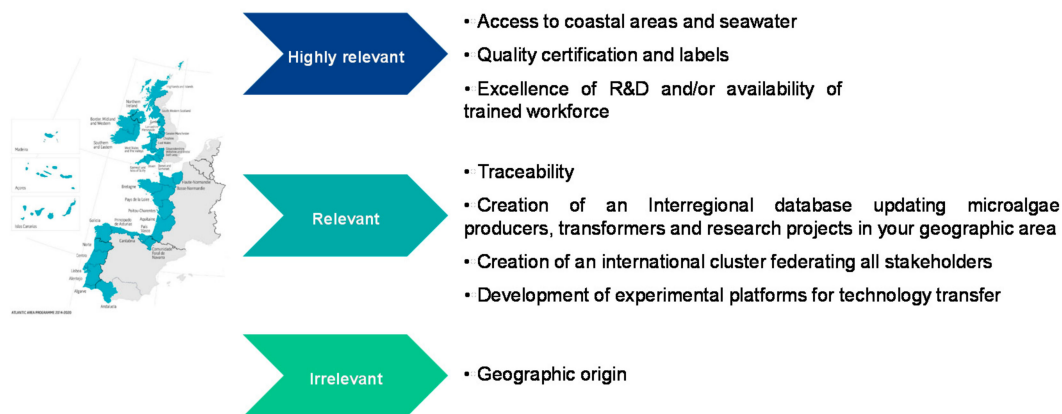 Highly relevant
• Access to coastal areas and seawater
• Quality certification and labels
• Excellence of R&D and/or availability of
trained workforce
Relevant
• Traceability
• Creation of an Interregional database updating microalgae
producers, transformers and research projects in your geographic area
• Creation of an international cluster federating all stakeholders
• Development of experimental platforms for technology transfer
Irrelevant
• Geographic origin
Northern
Ireland
Border, Midland
and Western
Southern
and Eastern
Madeira
Açores
Islas Canarias
Bretagne
Haute-Normandie
Basse-Normandie
Pays de la Loire
Poitou-Charentes
Aquitaine
País
Vasco
Galicia
Principado
de Asturias
Cantabria
Comunidad
Foral de
Navarra
Norte
Centro
Lisboa
Alentejo
Algarve
Andalucía
ATLANTIC AREA PROGRAMME 2014-2020